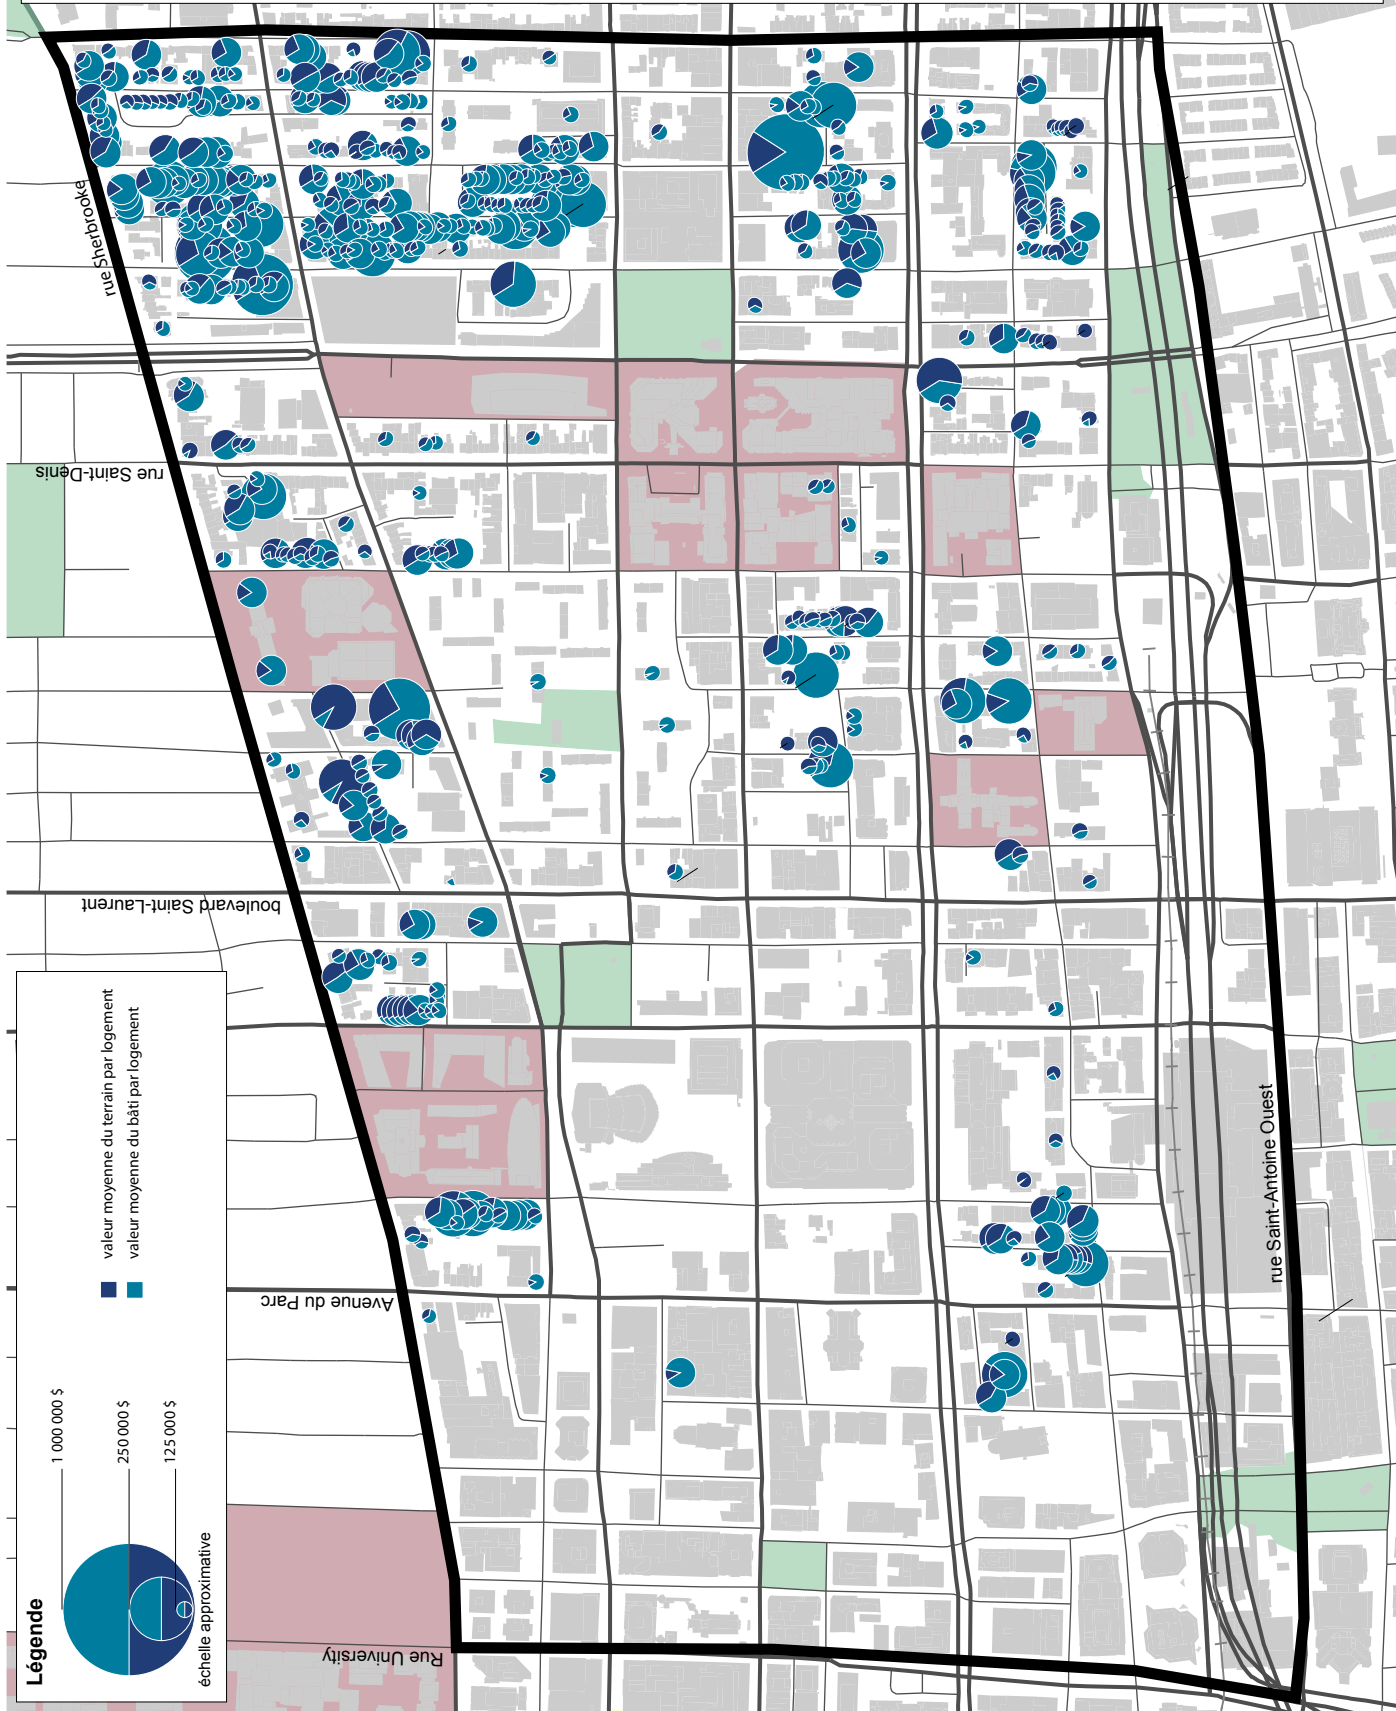 Légende
1 000 000 $
250 000 $
125 000 $
échelle approximative
valeur moyenne du terrain par logement
valeur moyenne du bâti par logement
rue Sherbrooke
rue Saint-Denis
boulevard Saint-Laurent
Avenue du Parc
Rue University
rue Saint-Antoine Ouest